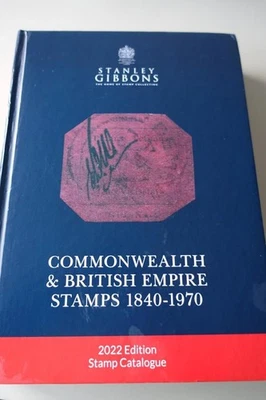 STANLEY
GIBBONS
THE HOME OF STAMP COLLECTING
COMMONWEALTH
& BRITISH EMPIRE
STAMPS 1840-1970
2022 Edition
Stamp Catalogue